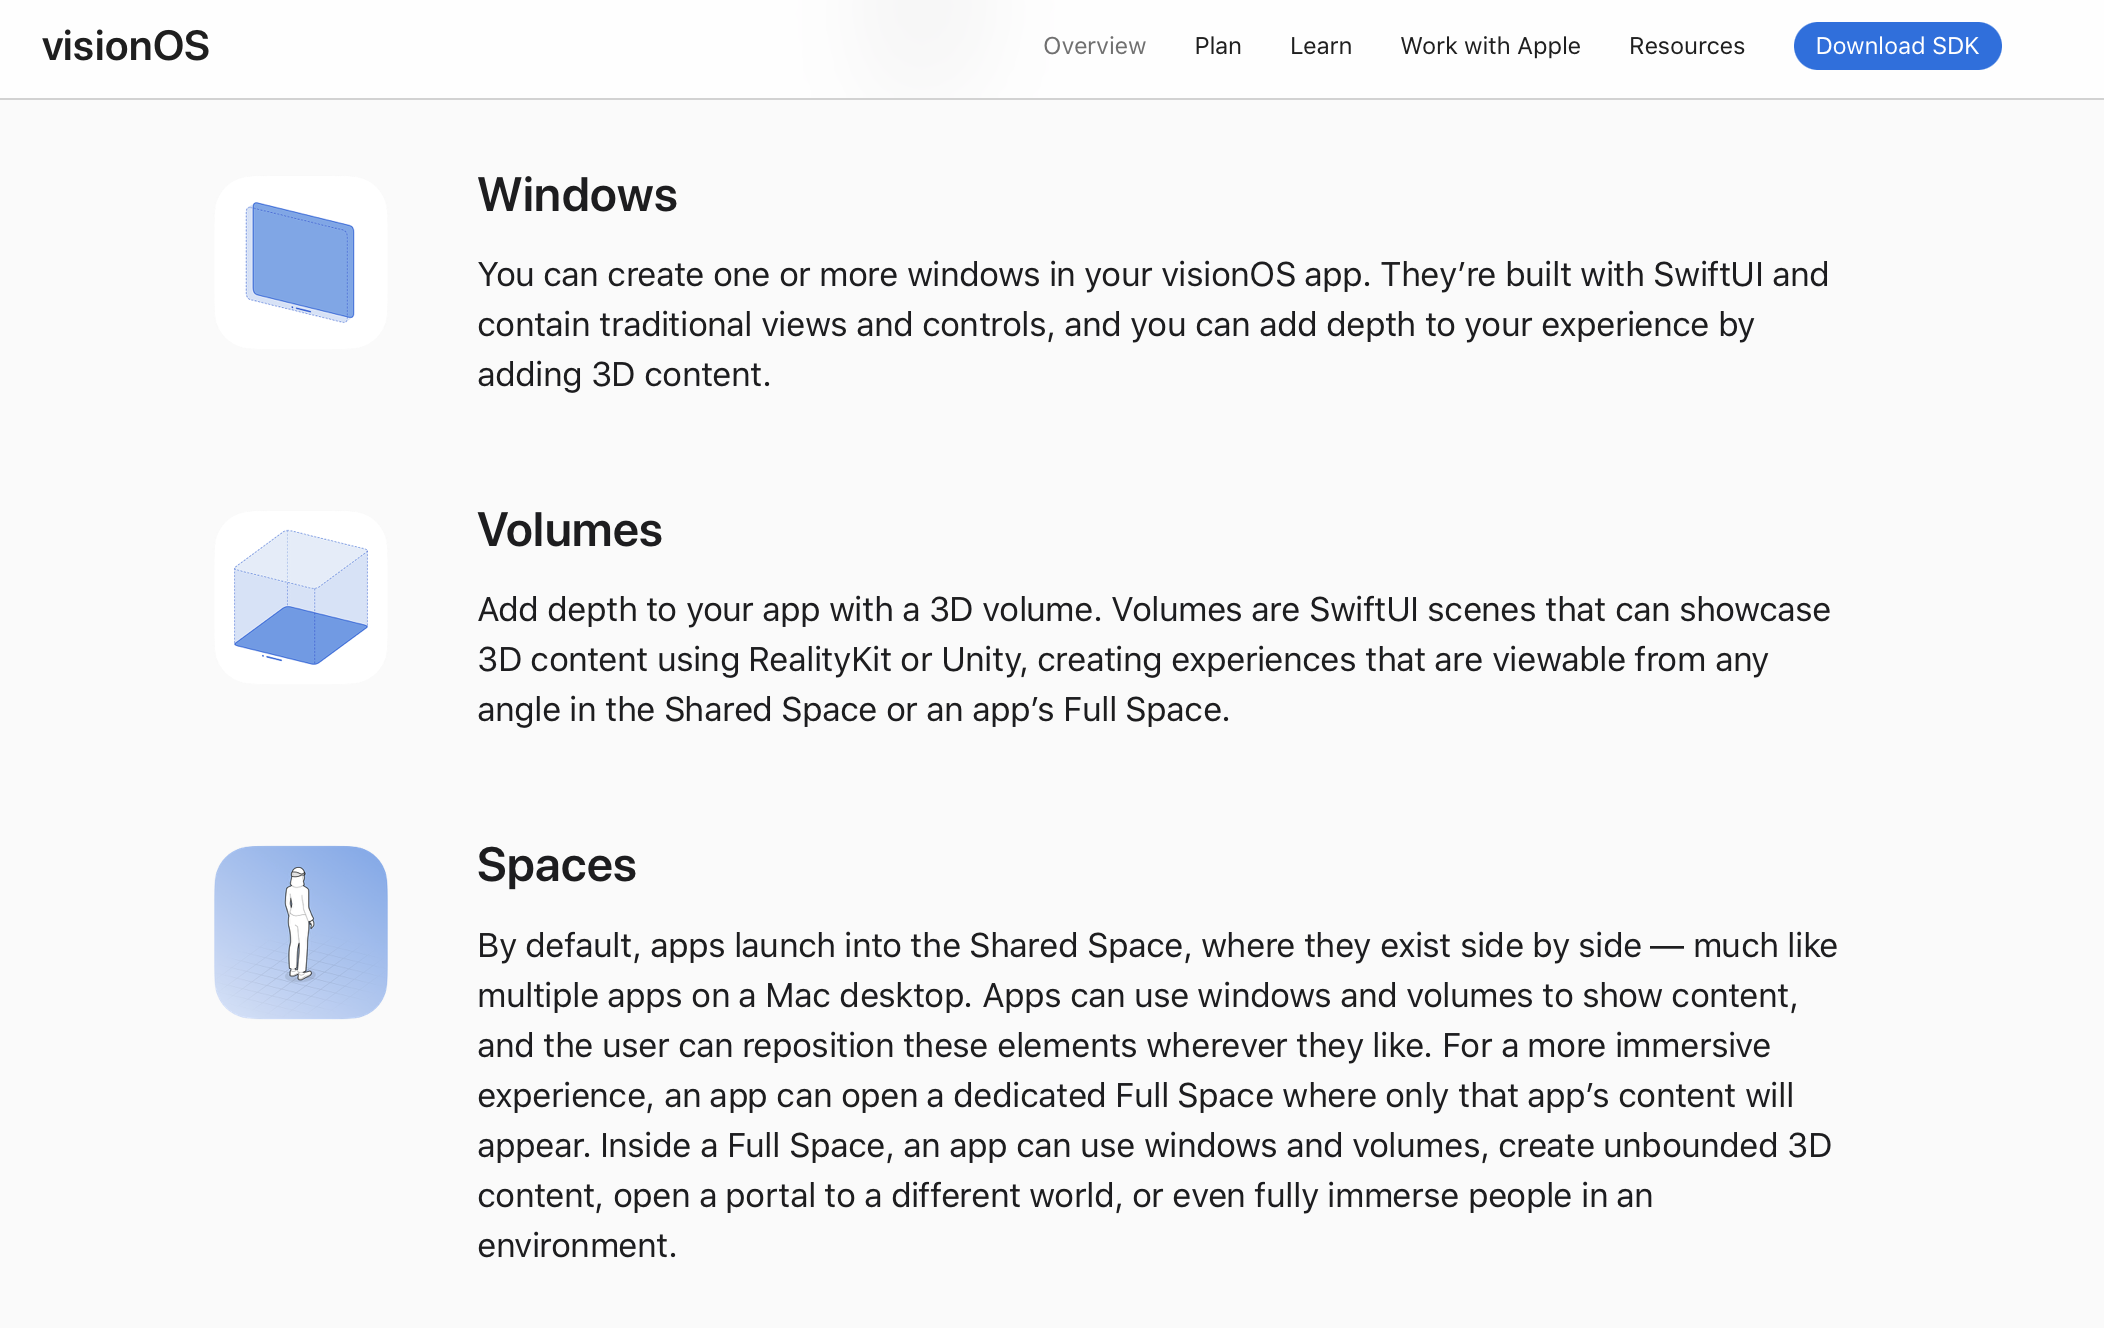 visionOS
Overview Plan Learn Work with Apple Resources Download SDK
Windows
You can create one or more windows in your visionOS app. They’re built with SwiftUI and
contain traditional views and controls, and you can add depth to your experience by
adding 3D content.
Volumes
Add depth to your app with a 3D volume. Volumes are SwiftUI scenes that can showcase
3D content using RealityKit or Unity, creating experiences that are viewable from any
angle in the Shared Space or an app’s Full Space.
Spaces
By default, apps launch into the Shared Space, where they exist side by side — much like
multiple apps on a Mac desktop. Apps can use windows and volumes to show content,
and the user can reposition these elements wherever they like. For a more immersive
experience, an app can open a dedicated Full Space where only that app’s content will
appear. Inside a Full Space, an app can use windows and volumes, create unbounded 3D
content, open a portal to a different world, or even fully immerse people in an
environment.